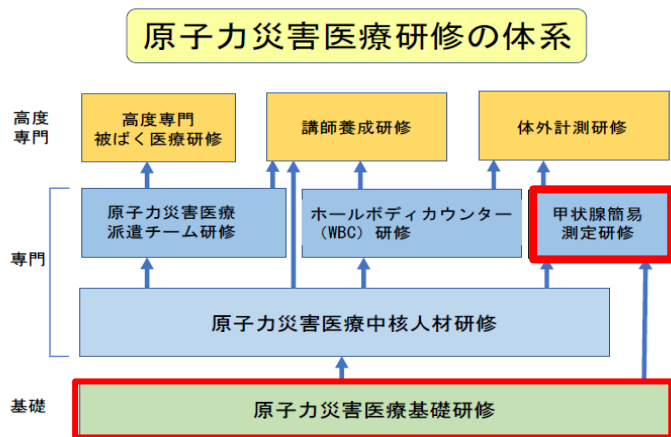 原子力災害医療研修の体系
高度
専門
高度専門
被ばく医療研修
講師養成研修
体外計測研修
専門
原子力災害医療
派遣チーム研修
ホールボディカウンター
(WBC) 研修
甲状腺簡易
測定研修
原子力災害医療中核人材研修
基礎
原子力災害医療基礎研修